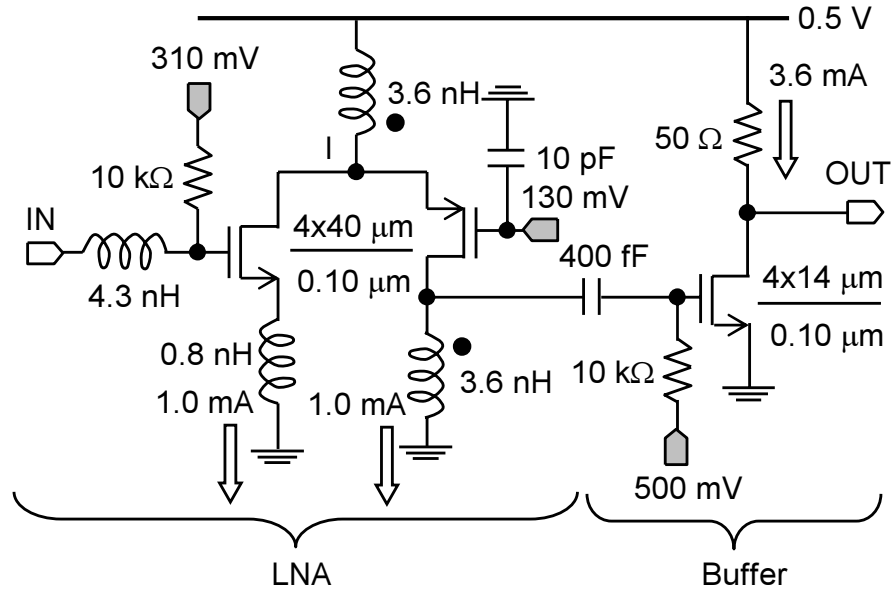 0.5 V
310 mV
3.6 nH
3.6 mA
50 Ω
I
10 pF
10 kΩ
130 mV
OUT
IN
4x40 μm
0.10 μm
400 fF
4.3 nH
4x14 μm
0.10 μm
0.8 nH
3.6 nH
10 kΩ
1.0 mA
1.0 mA
500 mV
LNA
Buffer